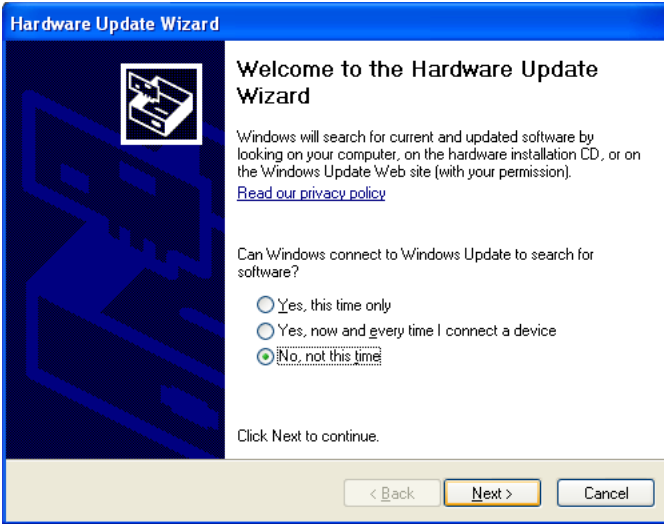 Hardware Update Wizard
Welcome to the Hardware Update
Wizard
Windows will search for current and updated software by
looking on your computer, on the hardware installation CD, or on
the Windows Update Web site (with your permission).
Read our privacy policy
Can Windows connect to Windows Update to search for
software?
Yes, this time only
Yes, now and every time I connect a device
No, not this time
Click Next to continue.
< Back Next > Cancel